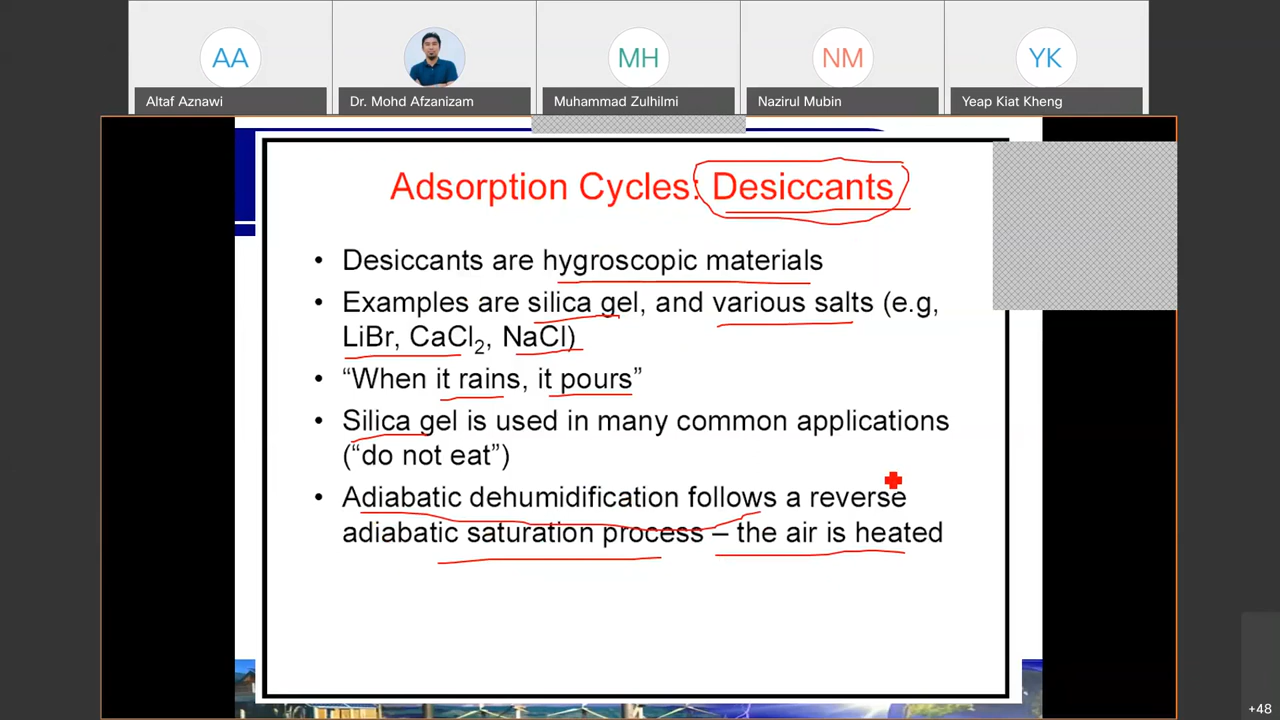 AA
MH
NM
YK
Altaf Aznawi
Dr. Mohd Afzanizam
Muhammad Zulhilmi
Nazirul Mubin
Yeap Kiat Kheng
Adsorption Cycles: Desiccants
• Desiccants are hygroscopic materials
• Examples are silica gel, and various salts (e.g,
LiBr, CaCl₂, NaCl)
• “When it rains, it pours”
• Silica gel is used in many common applications
(“do not eat”)
• Adiabatic dehumidification follows a reverse
adiabatic saturation process – the air is heated
+48